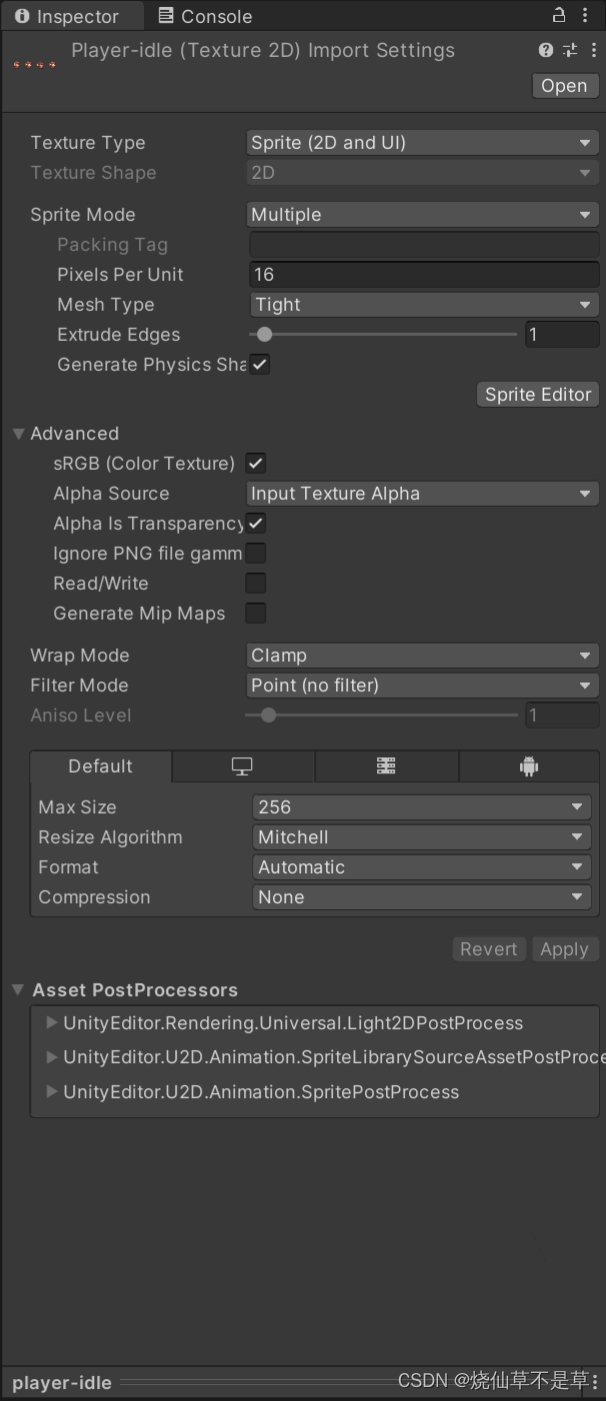 Inspector Console
Player-idle (Texture 2D) Import Settings
Open
Texture Type Sprite (2D and UI)
Texture Shape 2D
Sprite Mode Multiple
Packing Tag
Pixels Per Unit 16
Mesh Type Tight
Extrude Edges 1
Generate Physics Sha
Sprite Editor
Advanced
sRGB (Color Texture)
Alpha Source Input Texture Alpha
Alpha Is Transparency
Ignore PNG file gamm
Read/Write
Generate Mip Maps
Wrap Mode Clamp
Filter Mode Point (no filter)
Aniso Level 1
Default
Max Size 256
Resize Algorithm Mitchell
Format Automatic
Compression None
Revert Apply
Asset PostProcessors
UnityEditor.Rendering.Universal.Light2DPostProcess
UnityEditor.U2D.Animation.SpriteLibrarySourceAssetPostProce
UnityEditor.U2D.Animation.SpritePostProcess
player-idle CSDN @烧仙草不是草